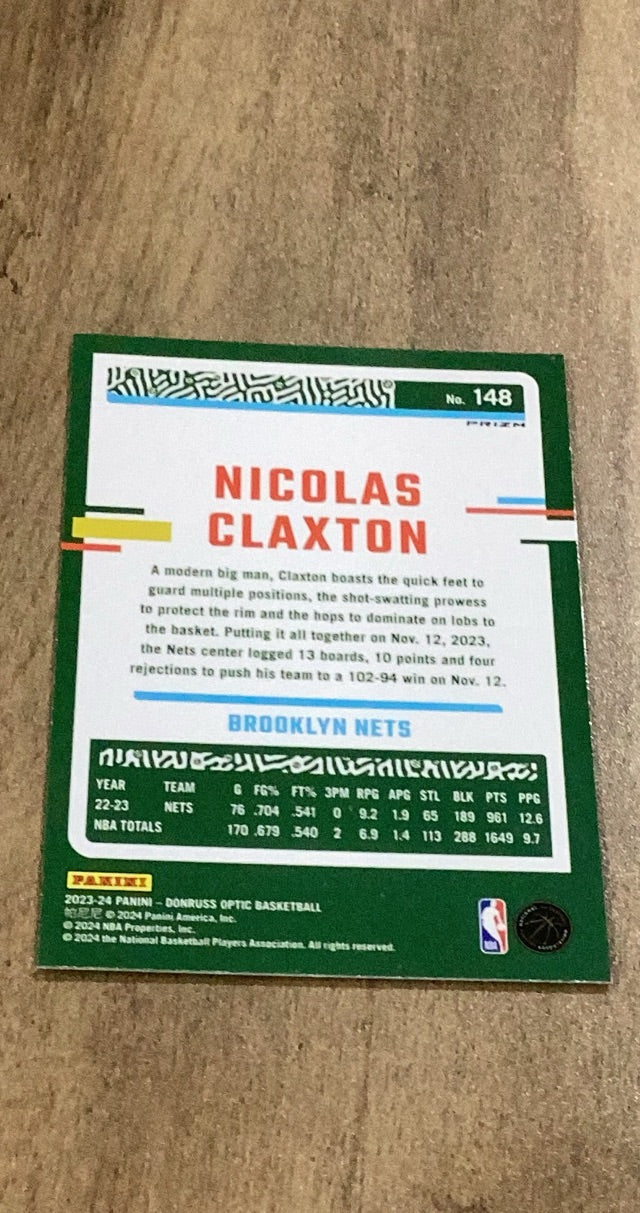 No. 148
PRIZM
NICOLAS
CLAXTON
A modern big man, Claxton boasts the quick feet to
guard multiple positions, the shot-swatting prowess
to protect the rim and the hops to dominate on lobs to
the basket. Putting it all together on Nov. 12, 2023,
the Nets center logged 13 boards, 10 points and four
rejections to push his team to a 102-94 win on Nov. 12.
BROOKLYN NETS
YEAR TEAM G FG% FT% 3PM RPG APG STL BLK PTS PPG
22-23 NETS 76 .704 .541 0 9.2 1.9 65 189 961 12.6
NBA TOTALS 170 .679 .540 2 6.9 1.4 113 288 1649 9.7
PANINI
2023-24 PANINI – DONRUSS OPTIC BASKETBALL
帕尼尼 © 2024 Panini America, Inc.
© 2024 NBA Properties, Inc.
© 2024 the National Basketball Players Association. All rights reserved.
NBA